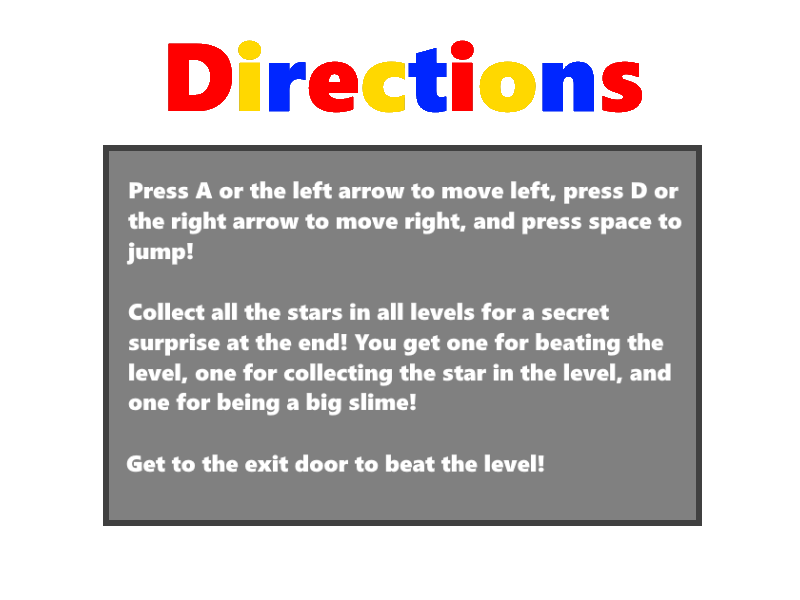 Directions
Press A or the left arrow to move left, press D or
the right arrow to move right, and press space to
jump!
Collect all the stars in all levels for a secret
surprise at the end! You get one for beating the
level, one for collecting the star in the level, and
one for being a big slime!
Get to the exit door to beat the level!